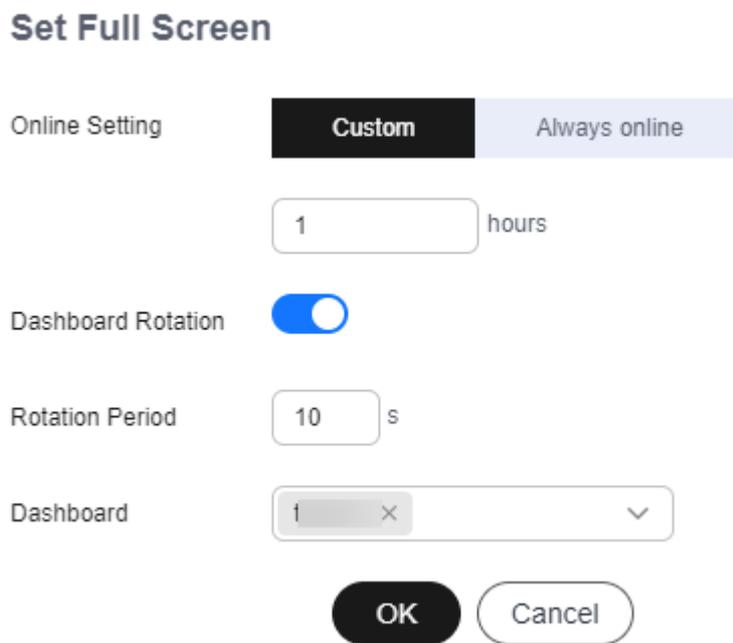 Set Full Screen
Online Setting Custom Always online
1 hours
Dashboard Rotation
Rotation Period 10 s
Dashboard
OK Cancel